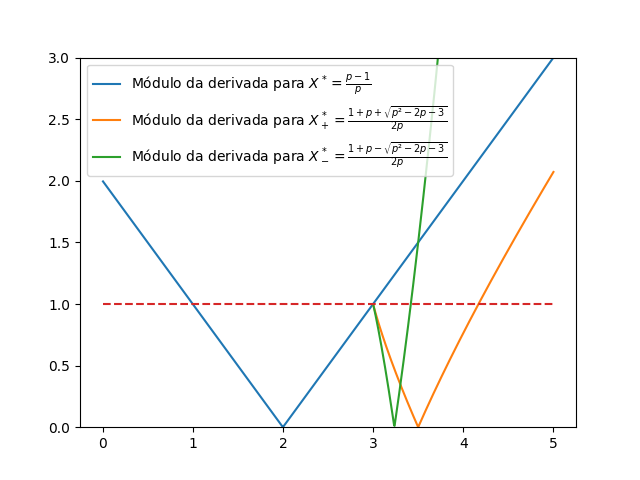 3.0
2.5
2.0
1.5
1.0
0.5
0.0
Módulo da derivada para $X^* = \frac{p-1}{p}$
Módulo da derivada para $X^*_+ = \frac{1+p+\sqrt{p^2-2p-3}}{2p}$
Módulo da derivada para $X^*_- = \frac{1+p-\sqrt{p^2-2p-3}}{2p}$
0 1 2 3 4 5